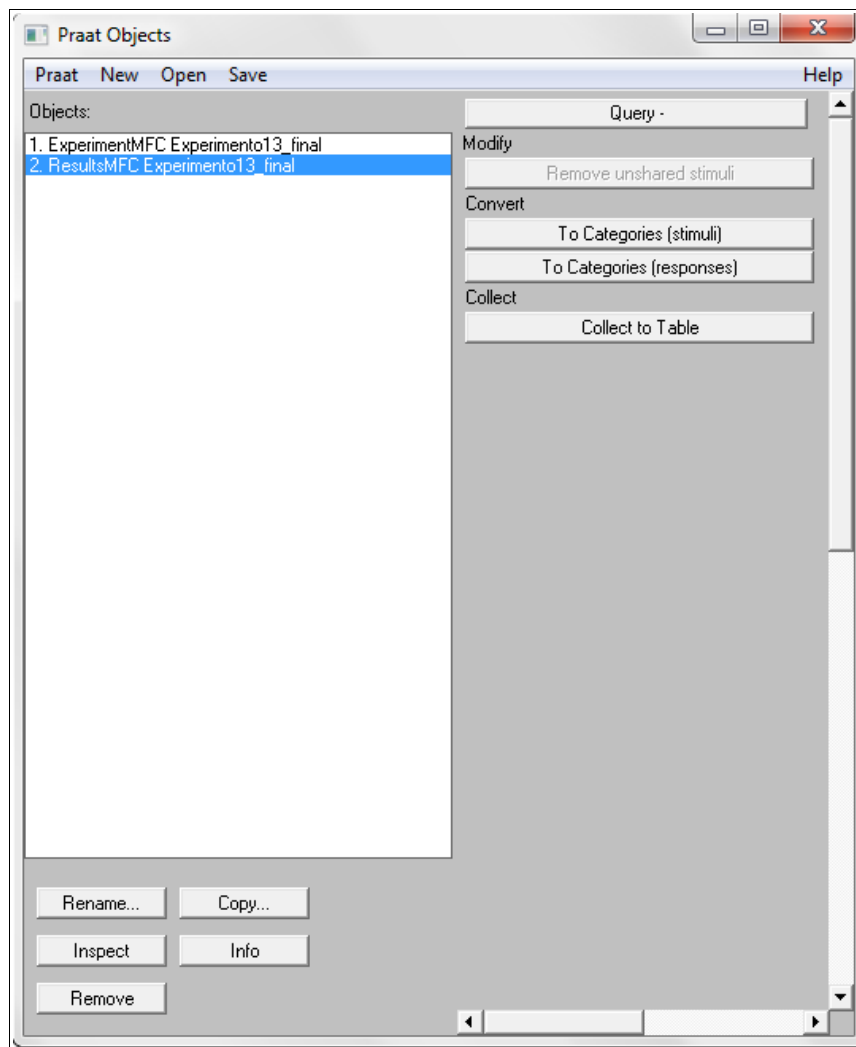 Praat Objects
Praat New Open Save Help
Objects:
1. ExperimentMFC Experimento13_final
2. ResultsMFC Experimento13_final
Query -
Modify
Remove unshared stimuli
Convert
To Categories (stimuli)
To Categories (responses)
Collect
Collect to Table
Rename... Copy...
Inspect Info
Remove